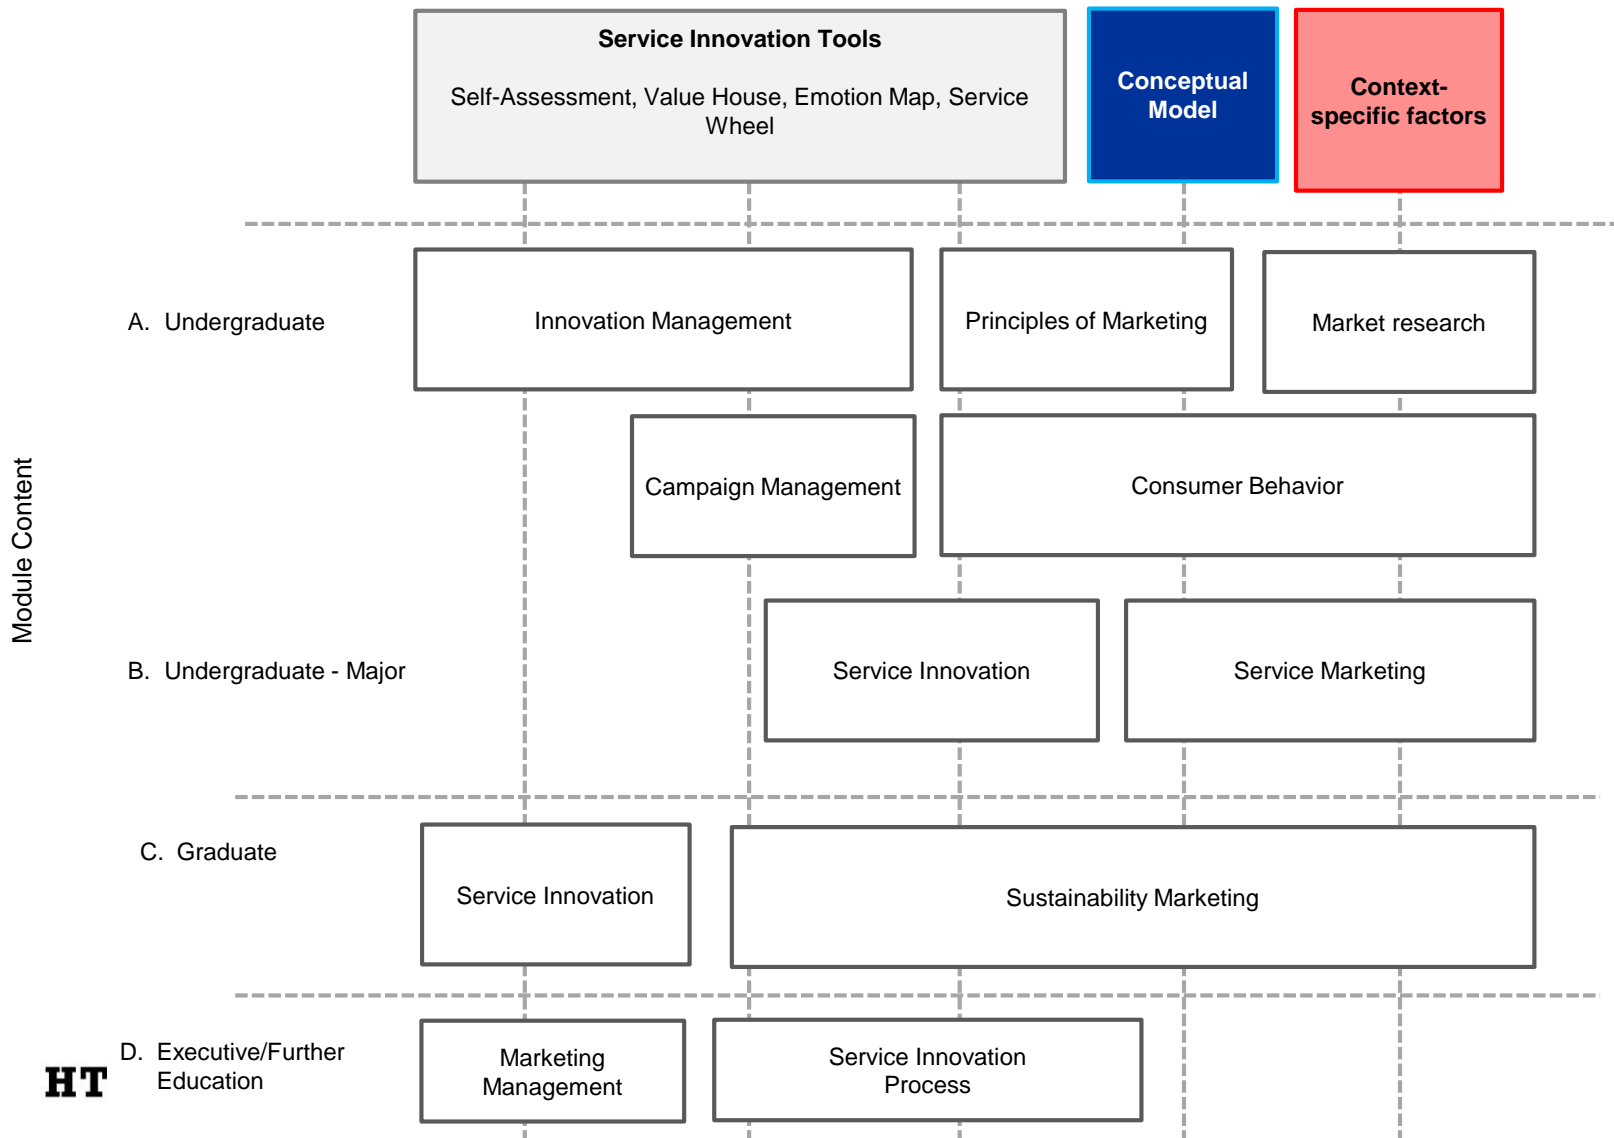 Service Innovation Tools
Self-Assessment, Value House, Emotion Map, Service
Wheel
Conceptual
Model
Context-
specific factors
Module Content
A. Undergraduate
Innovation Management
Principles of Marketing
Market research
Campaign Management
Consumer Behavior
B. Undergraduate - Major
Service Innovation
Service Marketing
C. Graduate
Service Innovation
Sustainability Marketing
D. Executive/Further
Education
Marketing
Management
Service Innovation
Process
HT